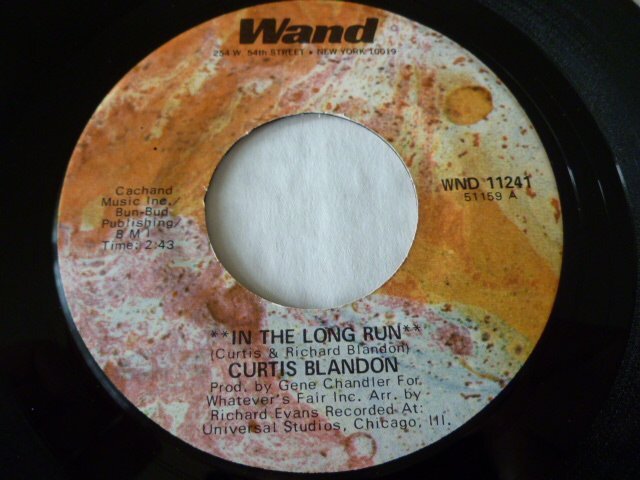 Wand
254 W. 54th STREET • NEW YORK 10019
Cachand
Music Inc./
Bun-Bud
Publishing/
B M I
Time: 2:43
WND 11241
51159 A
**IN THE LONG RUN**
(Curtis & Richard Blandon)
CURTIS BLANDON
Prod. by Gene Chandler For.
Whatever's Fair Inc. Arr. by
Richard Evans Recorded At:
Universal Studios, Chicago, Ill.